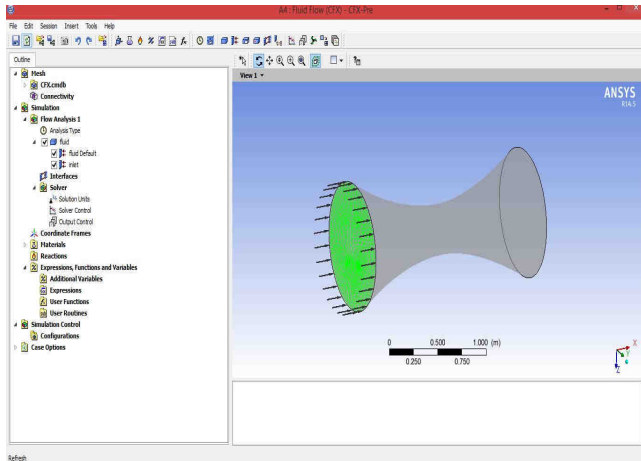 A4 : Fluid Flow (CFX) - CFX-Pre
File Edit Session Insert Tools Help
Outline
Mesh
CFX.cmdb
Connectivity
Simulation
Flow Analysis 1
Analysis Type
fluid
fluid Default
inlet
Interfaces
Solver
Solution Units
Solver Control
Output Control
Coordinate Frames
Materials
Reactions
Expressions, Functions and Variables
Additional Variables
Expressions
User Functions
User Routines
Simulation Control
Configurations
Case Options
View 1
ANSYS
R14.5
0 0.500 1.000 (m)
0.250 0.750
X
Y
Z
Refresh